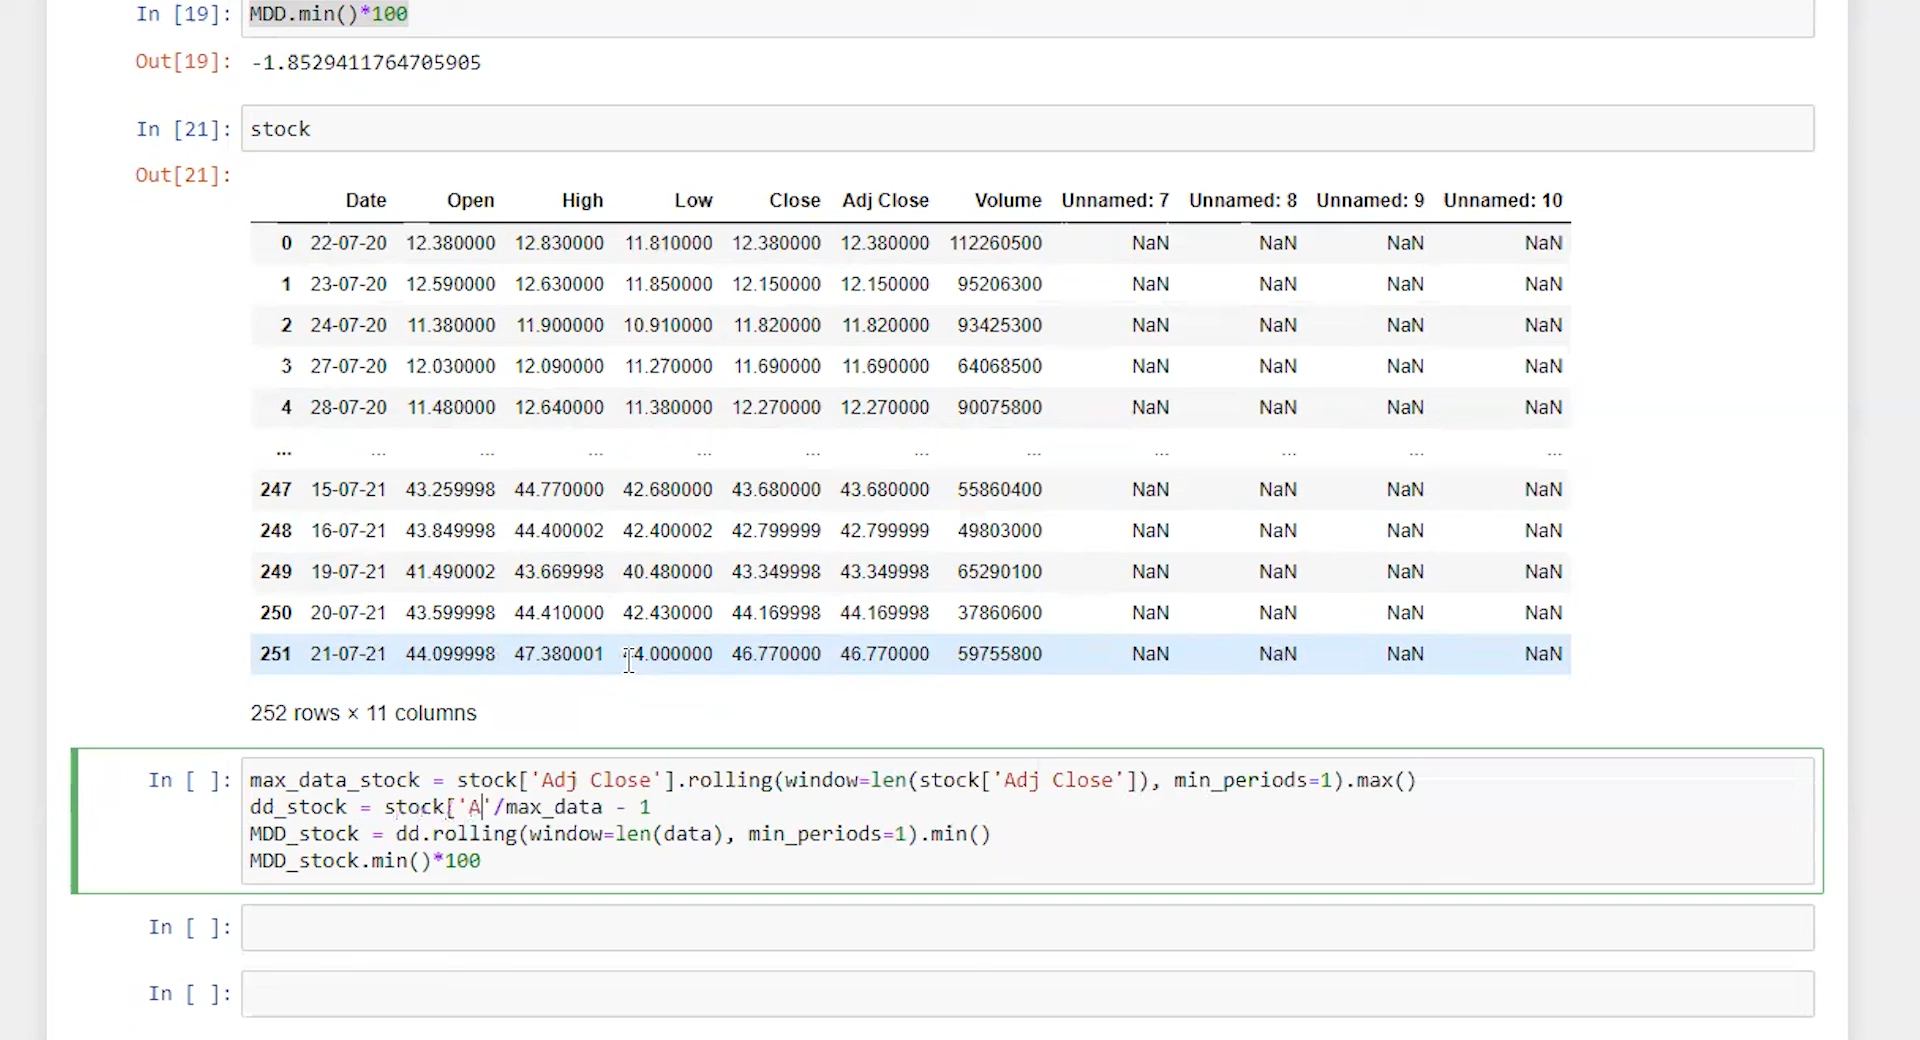 In [19]: MDD.min()*100
Out[19]: -1.8529411764705905
In [21]: stock
Out[21]:
Date Open High Low Close Adj Close Volume Unnamed: 7 Unnamed: 8 Unnamed: 9 Unnamed: 10
0 22-07-20 12.380000 12.830000 11.810000 12.380000 12.380000 112260500 NaN NaN NaN NaN
1 23-07-20 12.590000 12.630000 11.850000 12.150000 12.150000 95206300 NaN NaN NaN NaN
2 24-07-20 11.380000 11.900000 10.910000 11.820000 11.820000 93425300 NaN NaN NaN NaN
3 27-07-20 12.030000 12.090000 11.270000 11.690000 11.690000 64068500 NaN NaN NaN NaN
4 28-07-20 11.480000 12.640000 11.380000 12.270000 12.270000 90075800 NaN NaN NaN NaN
... ... ... ... ... ... ... ... ... ... ... ...
247 15-07-21 43.259998 44.770000 42.680000 43.680000 43.680000 55860400 NaN NaN NaN NaN
248 16-07-21 43.849998 44.400002 42.400002 42.799999 42.799999 49803000 NaN NaN NaN NaN
249 19-07-21 41.490002 43.669998 40.480000 43.349998 43.349998 65290100 NaN NaN NaN NaN
250 20-07-21 43.599998 44.410000 42.430000 44.169998 44.169998 37860600 NaN NaN NaN NaN
251 21-07-21 44.099998 47.380001 44.000000 46.770000 46.770000 59755800 NaN NaN NaN NaN
252 rows × 11 columns
In [ ]: max_data_stock = stock['Adj Close'].rolling(window=len(stock['Adj Close']), min_periods=1).max()
dd_stock = stock['A'/max_data - 1
MDD_stock = dd.rolling(window=len(data), min_periods=1).min()
MDD_stock.min()*100
In [ ]:
In [ ]: